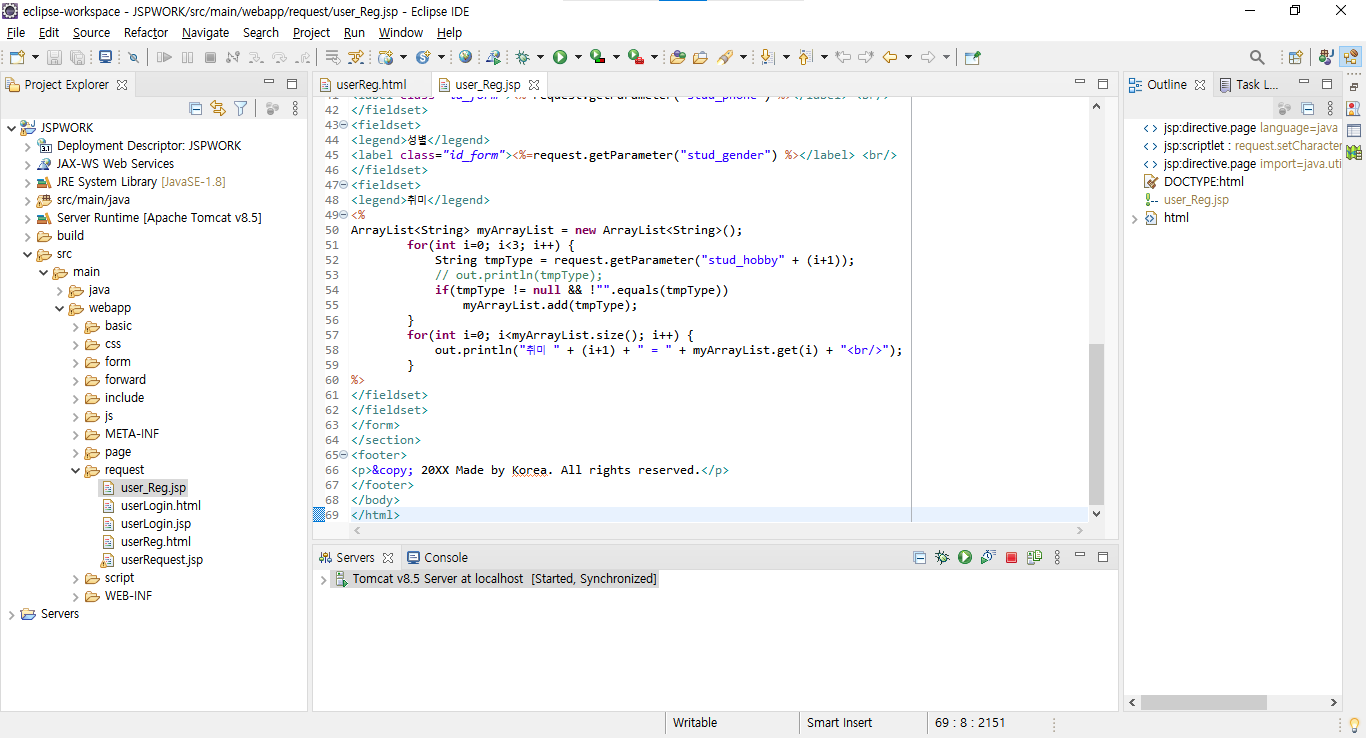 eclipse-workspace - JSPWORK/src/main/webapp/request/user_Reg.jsp - Eclipse IDE
File Edit Source Refactor Navigate Search Project Run Window Help
Project Explorer
JSPWORK
Deployment Descriptor: JSPWORK
JAX-WS Web Services
JRE System Library [JavaSE-1.8]
src/main/java
Server Runtime [Apache Tomcat v8.5]
build
src
main
java
webapp
basic
css
form
forward
include
js
META-INF
page
request
user_Reg.jsp
userLogin.html
userLogin.jsp
userReg.html
userRequest.jsp
script
WEB-INF
Servers
userReg.html user_Reg.jsp
41 <label class="id_form"><%=request.getParameter("stud_phone") %></label> <br/>
42 </fieldset>
43 <fieldset>
44 <legend>성별</legend>
45 <label class="id_form"><%=request.getParameter("stud_gender") %></label> <br/>
46 </fieldset>
47 <fieldset>
48 <legend>취미</legend>
49 <%
50 ArrayList<String> myArrayList = new ArrayList<String>();
51 for(int i=0; i<3; i++) {
52 String tmpType = request.getParameter("stud_hobby" + (i+1));
53 // out.println(tmpType);
54 if(tmpType != null && !"".equals(tmpType))
55 myArrayList.add(tmpType);
56 }
57 for(int i=0; i<myArrayList.size(); i++) {
58 out.println("취미 " + (i+1) + " = " + myArrayList.get(i) + "<br/>");
59 }
60 %>
61 </fieldset>
62 </fieldset>
63 </form>
64 </section>
65 <footer>
66 <p>&copy; 20XX Made by Korea. All rights reserved.</p>
67 </footer>
68 </body>
69 </html>
Servers Console
Tomcat v8.5 Server at localhost [Started, Synchronized]
Outline Task L...
jsp:directive.page language=java
jsp:scriptlet : request.setCharacter
jsp:directive.page import=java.uti
DOCTYPE:html
user_Reg.jsp
html
Writable Smart Insert 69 : 8 : 2151